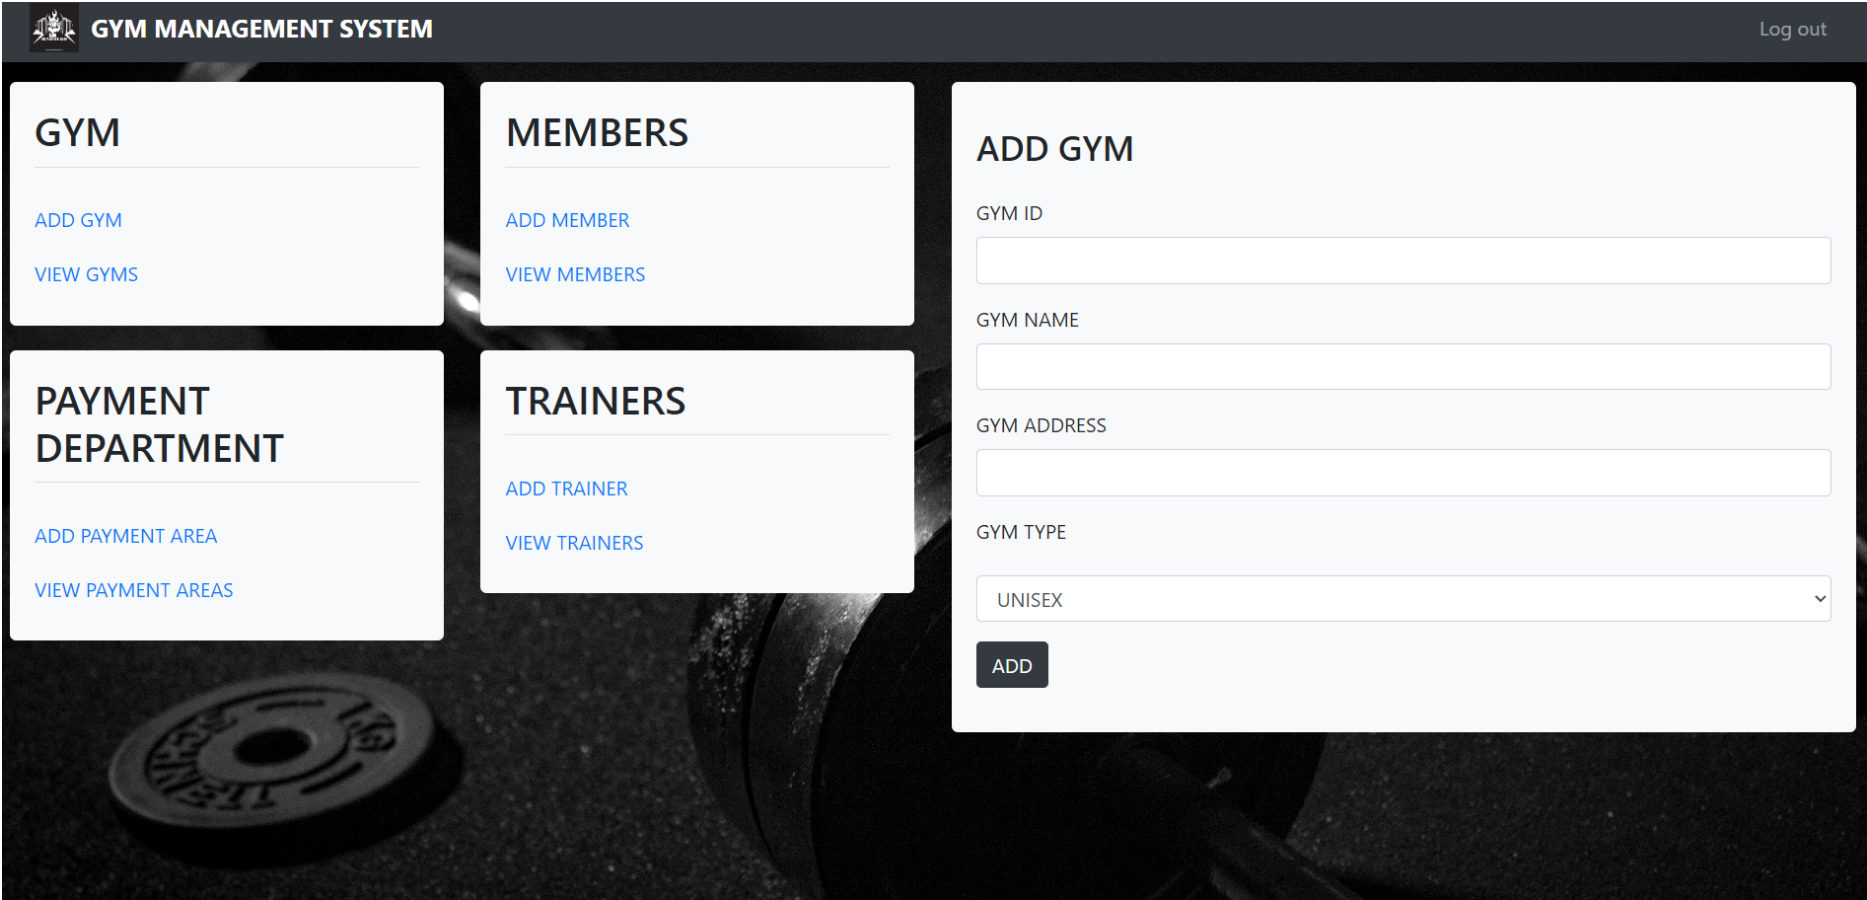 GYM MANAGEMENT SYSTEM
Log out
GYM
ADD GYM
VIEW GYMS
MEMBERS
ADD MEMBER
VIEW MEMBERS
PAYMENT
DEPARTMENT
ADD PAYMENT AREA
VIEW PAYMENT AREAS
TRAINERS
ADD TRAINER
VIEW TRAINERS
ADD GYM
GYM ID
GYM NAME
GYM ADDRESS
GYM TYPE
UNISEX
ADD
1KG